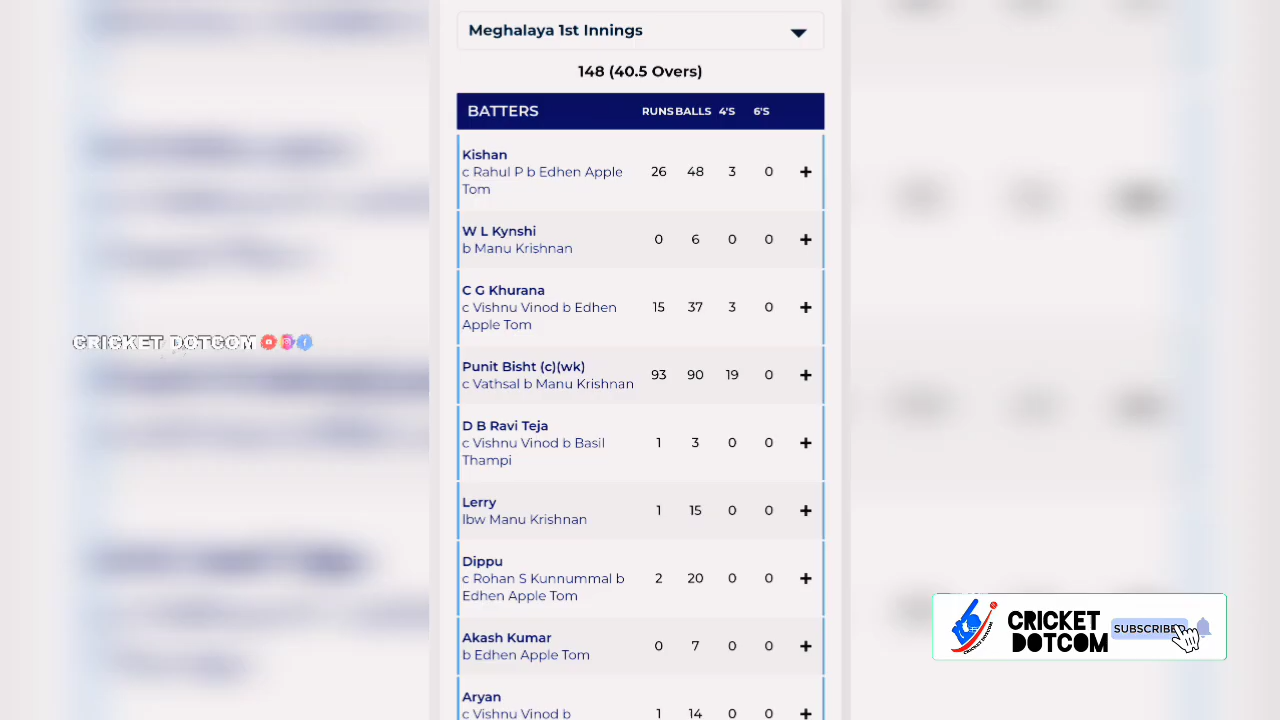 Meghalaya 1st Innings
148 (40.5 Overs)
BATTERS RUNS BALLS 4'S 6'S
Kishan
c Rahul P b Edhen Apple
Tom
26 48 3 0 +
W L Kynshi
b Manu Krishnan
0 6 0 0 +
C G Khurana
c Vishnu Vinod b Edhen
Apple Tom
15 37 3 0 +
Punit Bisht (c)(wk)
c Vathsal b Manu Krishnan
93 90 19 0 +
D B Ravi Teja
c Vishnu Vinod b Basil
Thampi
1 3 0 0 +
Lerry
lbw Manu Krishnan
1 15 0 0 +
Dippu
c Rohan S Kunnummal b
Edhen Apple Tom
2 20 0 0 +
Akash Kumar
b Edhen Apple Tom
0 7 0 0 +
Aryan
c Vishnu Vinod b
1 14 0 0 +
CRICKET DOTCOM
CRICKET
DOTCOM
SUBSCRIBE
CRICKET DOTCOM